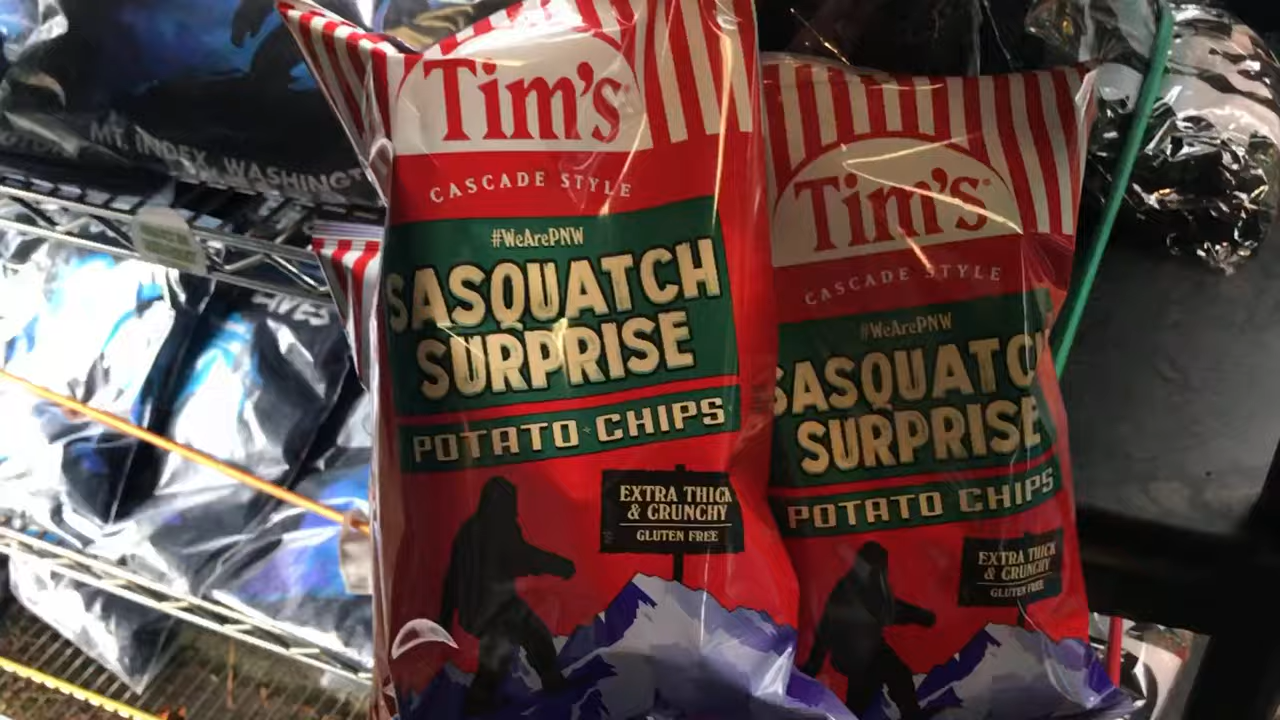 MT. INDEX, WASHINGT
Tim's
CASCADE STYLE
#WeArePNW
SASQUATCH
SURPRISE
POTATO CHIPS
EXTRA THICK
& CRUNCHY
GLUTEN FREE
Tim's
CASCADE STYLE
#WeArePNW
SASQUATC
SURPRISE
POTATO CHIPS
EXTRA THICK
& CRUNCHY
GLUTEN FREE